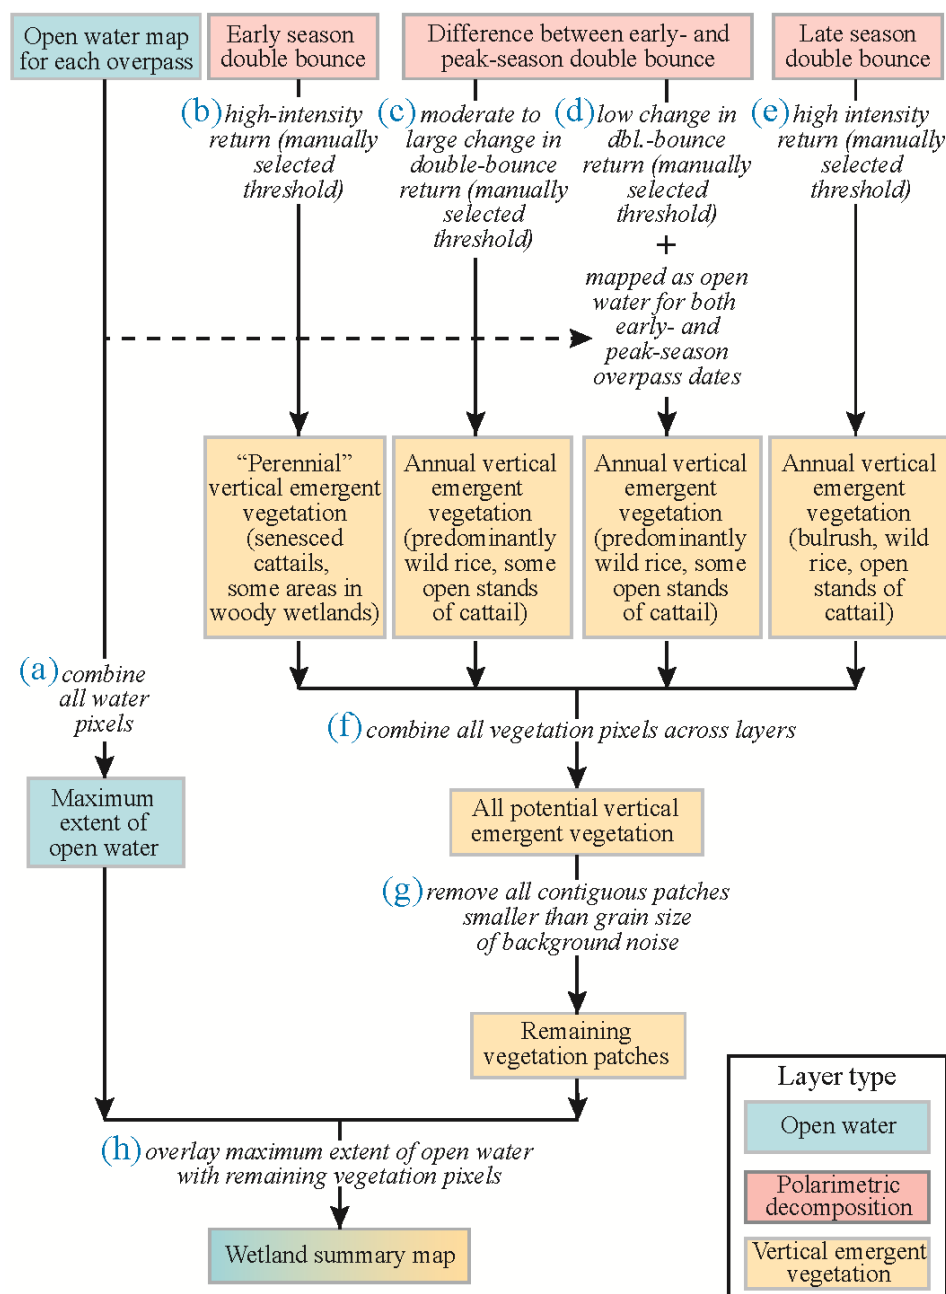 Open water map
for each overpass
Early season
double bounce
Difference between early- and
peak-season double bounce
Late season
double bounce
(b) high-intensity
return (manually
selected
threshold)
(c) moderate to
large change in
double-bounce
return (manually
selected
threshold)
(d) low change in
dbl.-bounce
return (manually
selected
threshold)
+
mapped as open
water for both
early- and
peak-season
overpass dates
(e) high intensity
return (manually
selected
threshold)
“Perennial”
vertical emergent
vegetation
(senesced
cattails,
some areas in
woody wetlands)
Annual vertical
emergent
vegetation
(predominantly
wild rice, some
open stands
of cattail)
Annual vertical
emergent
vegetation
(predominantly
wild rice, some
open stands
of cattail)
Annual vertical
emergent
vegetation
(bulrush, wild
rice, open
stands of
cattail)
(a) combine
all water
pixels
(f) combine all vegetation pixels across layers
Maximum
extent of
open water
All potential vertical
emergent vegetation
(g) remove all contiguous patches
smaller than grain size
of background noise
Remaining
vegetation patches
(h) overlay maximum extent of open water
with remaining vegetation pixels
Wetland summary map
Layer type
Open water
Polarimetric
decomposition
Vertical emergent
vegetation